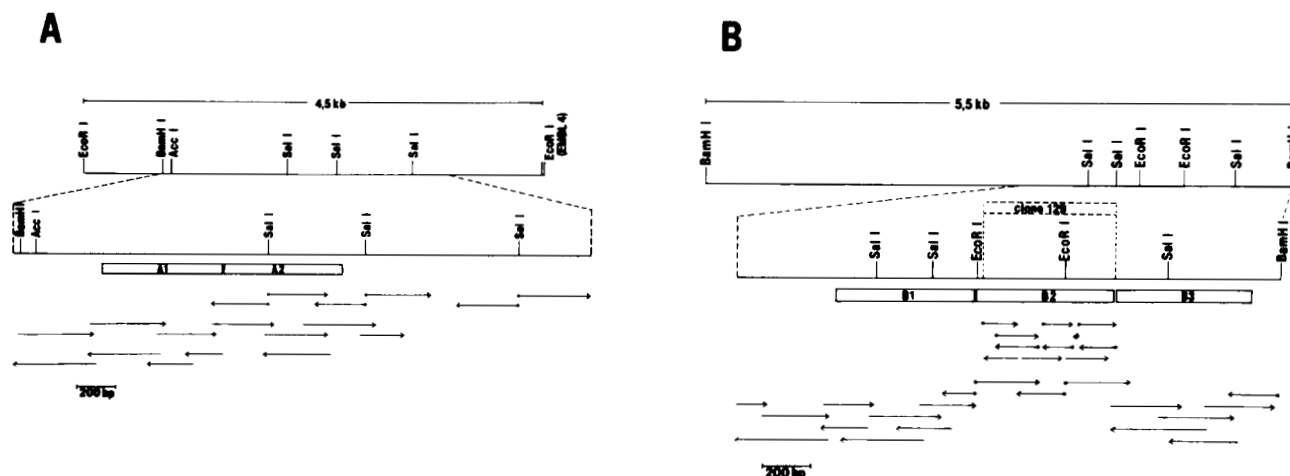 A
4,5 kb
EcoR I
BamH I
Acc I
Sal I
Sal I
Sal I
EcoR I
(EMBL 4)
BamH I
Acc I
Sal I
Sal I
Sal I
A1
A2
200 bp
B
5,5 kb
BamH I
Sal I
Sal I
EcoR I
EcoR I
Sal I
BamH I
clone 128
Sal I
Sal I
EcoR I
EcoR I
Sal I
BamH I
B1
B2
B3
200 bp